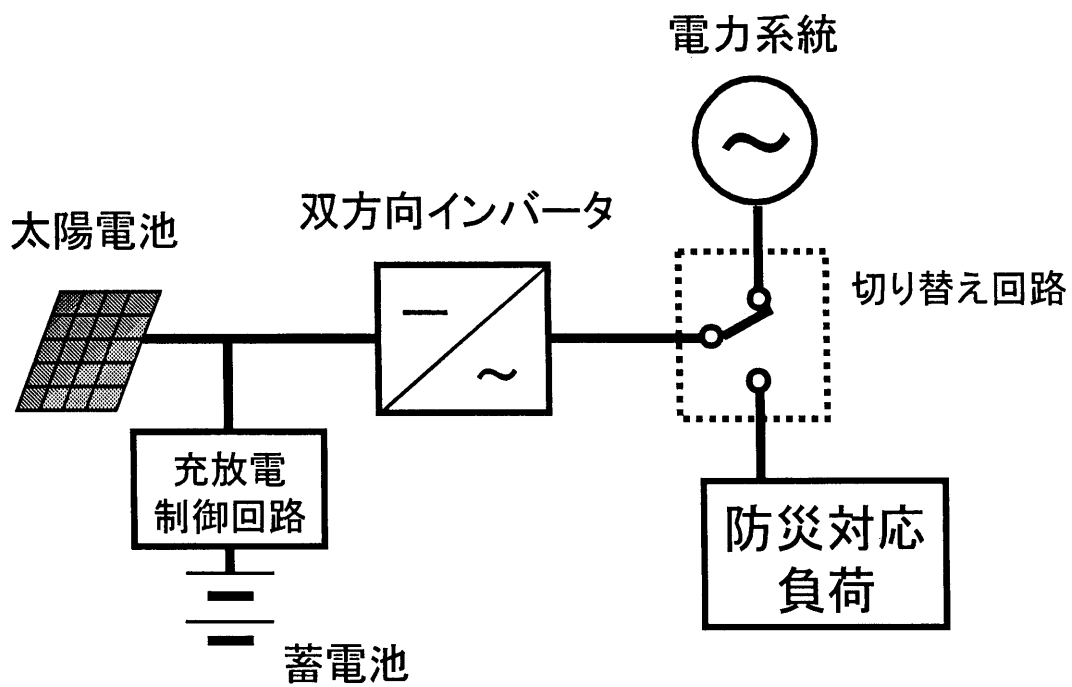 電力系統
双方向インバータ
太陽電池
切り替え回路
充放電
制御回路
防災対応
負荷
蓄電池